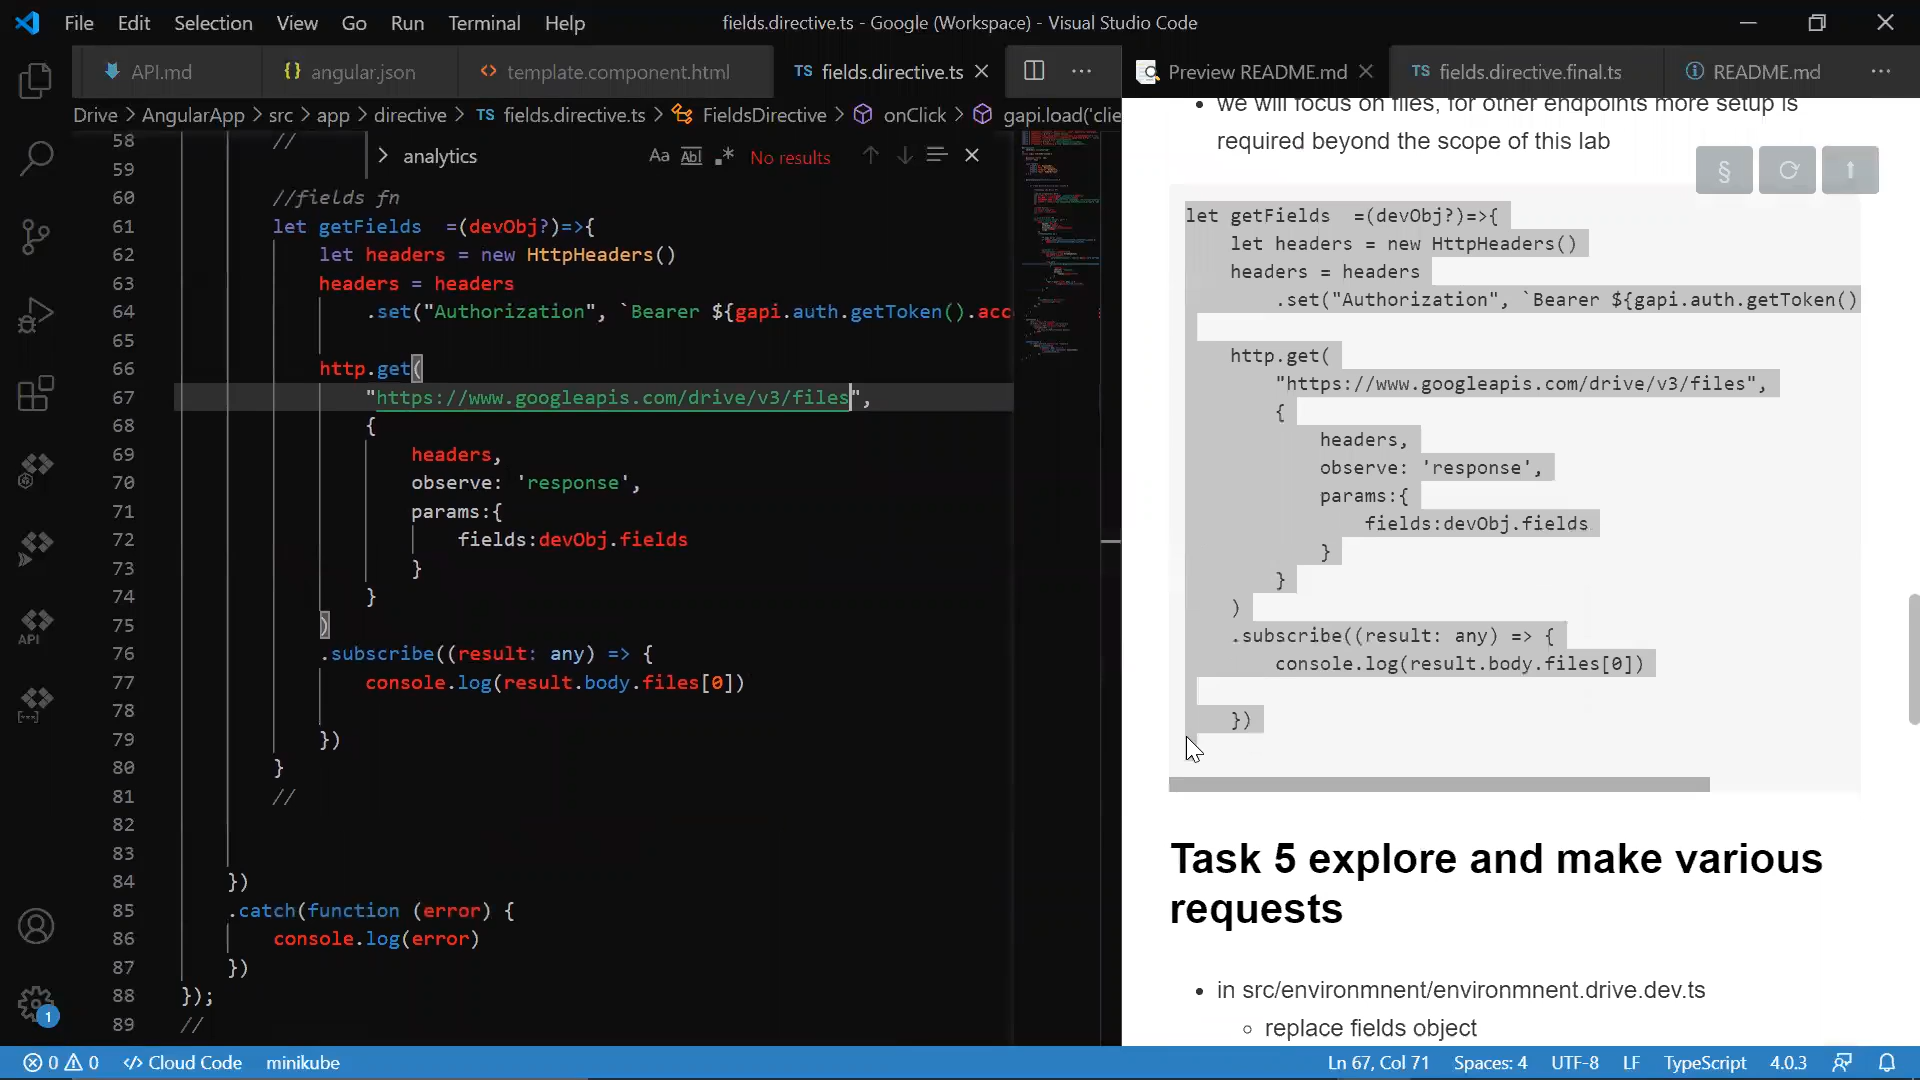 File Edit Selection View Go Run Terminal Help fields.directive.ts - Google (Workspace) - Visual Studio Code
API.md {} angular.json <> template.component.html TS fields.directive.ts Preview README.md TS fields.directive.final.ts README.md
Drive > AngularApp > src > app > directive > TS fields.directive.ts > FieldsDirective > onClick > gapi.load('clie
> analytics Aa Abl .* No results
58 //
59
60 //fields fn
61 let getFields  =(devObj?)=>{
62 let headers = new HttpHeaders()
63 headers = headers
64 .set("Authorization", `Bearer ${gapi.auth.getToken().acc
65
66 http.get(
67 "https://www.googleapis.com/drive/v3/files",
68 {
69 headers,
70 observe: 'response',
71 params:{
72 fields:devObj.fields
73 }
74 }
75 )
76 .subscribe((result: any) => {
77 console.log(result.body.files[0])
78
79 })
80 }
81 //
82
83
84 })
85 .catch(function (error) {
86 console.log(error)
87 })
88 });
89 //
API
1
• we will focus on files, for other endpoints more setup is
required beyond the scope of this lab
§
let getFields  =(devObj?)=>{
let headers = new HttpHeaders()
headers = headers
.set("Authorization", `Bearer ${gapi.auth.getToken()
http.get(
"https://www.googleapis.com/drive/v3/files",
{
headers,
observe: 'response',
params:{
fields:devObj.fields
}
}
)
.subscribe((result: any) => {
console.log(result.body.files[0])
})
Task 5 explore and make various
requests
• in src/environmnent/environmnent.drive.dev.ts
◦ replace fields object
0 0 Cloud Code minikube Ln 67, Col 71 Spaces: 4 UTF-8 LF TypeScript 4.0.3